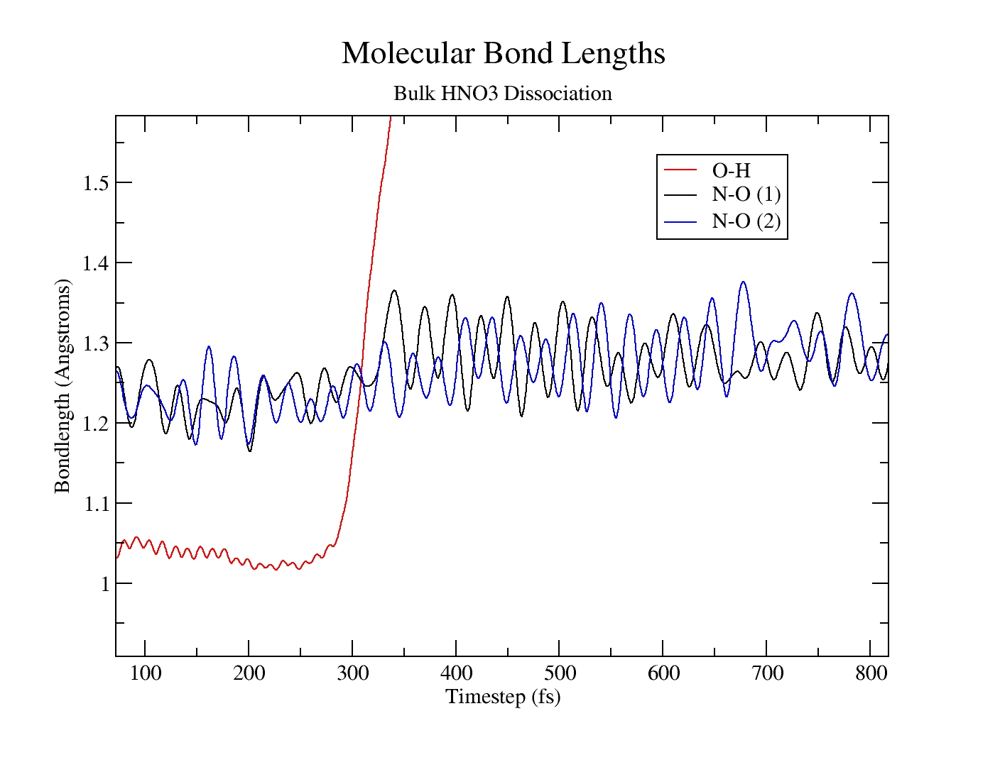 Molecular Bond Lengths
Bulk HNO3 Dissociation
O-H
N-O (1)
N-O (2)
Bondlength (Angstroms)
1.5
1.4
1.3
1.2
1.1
1
100 200 300 400 500 600 700 800
Timestep (fs)